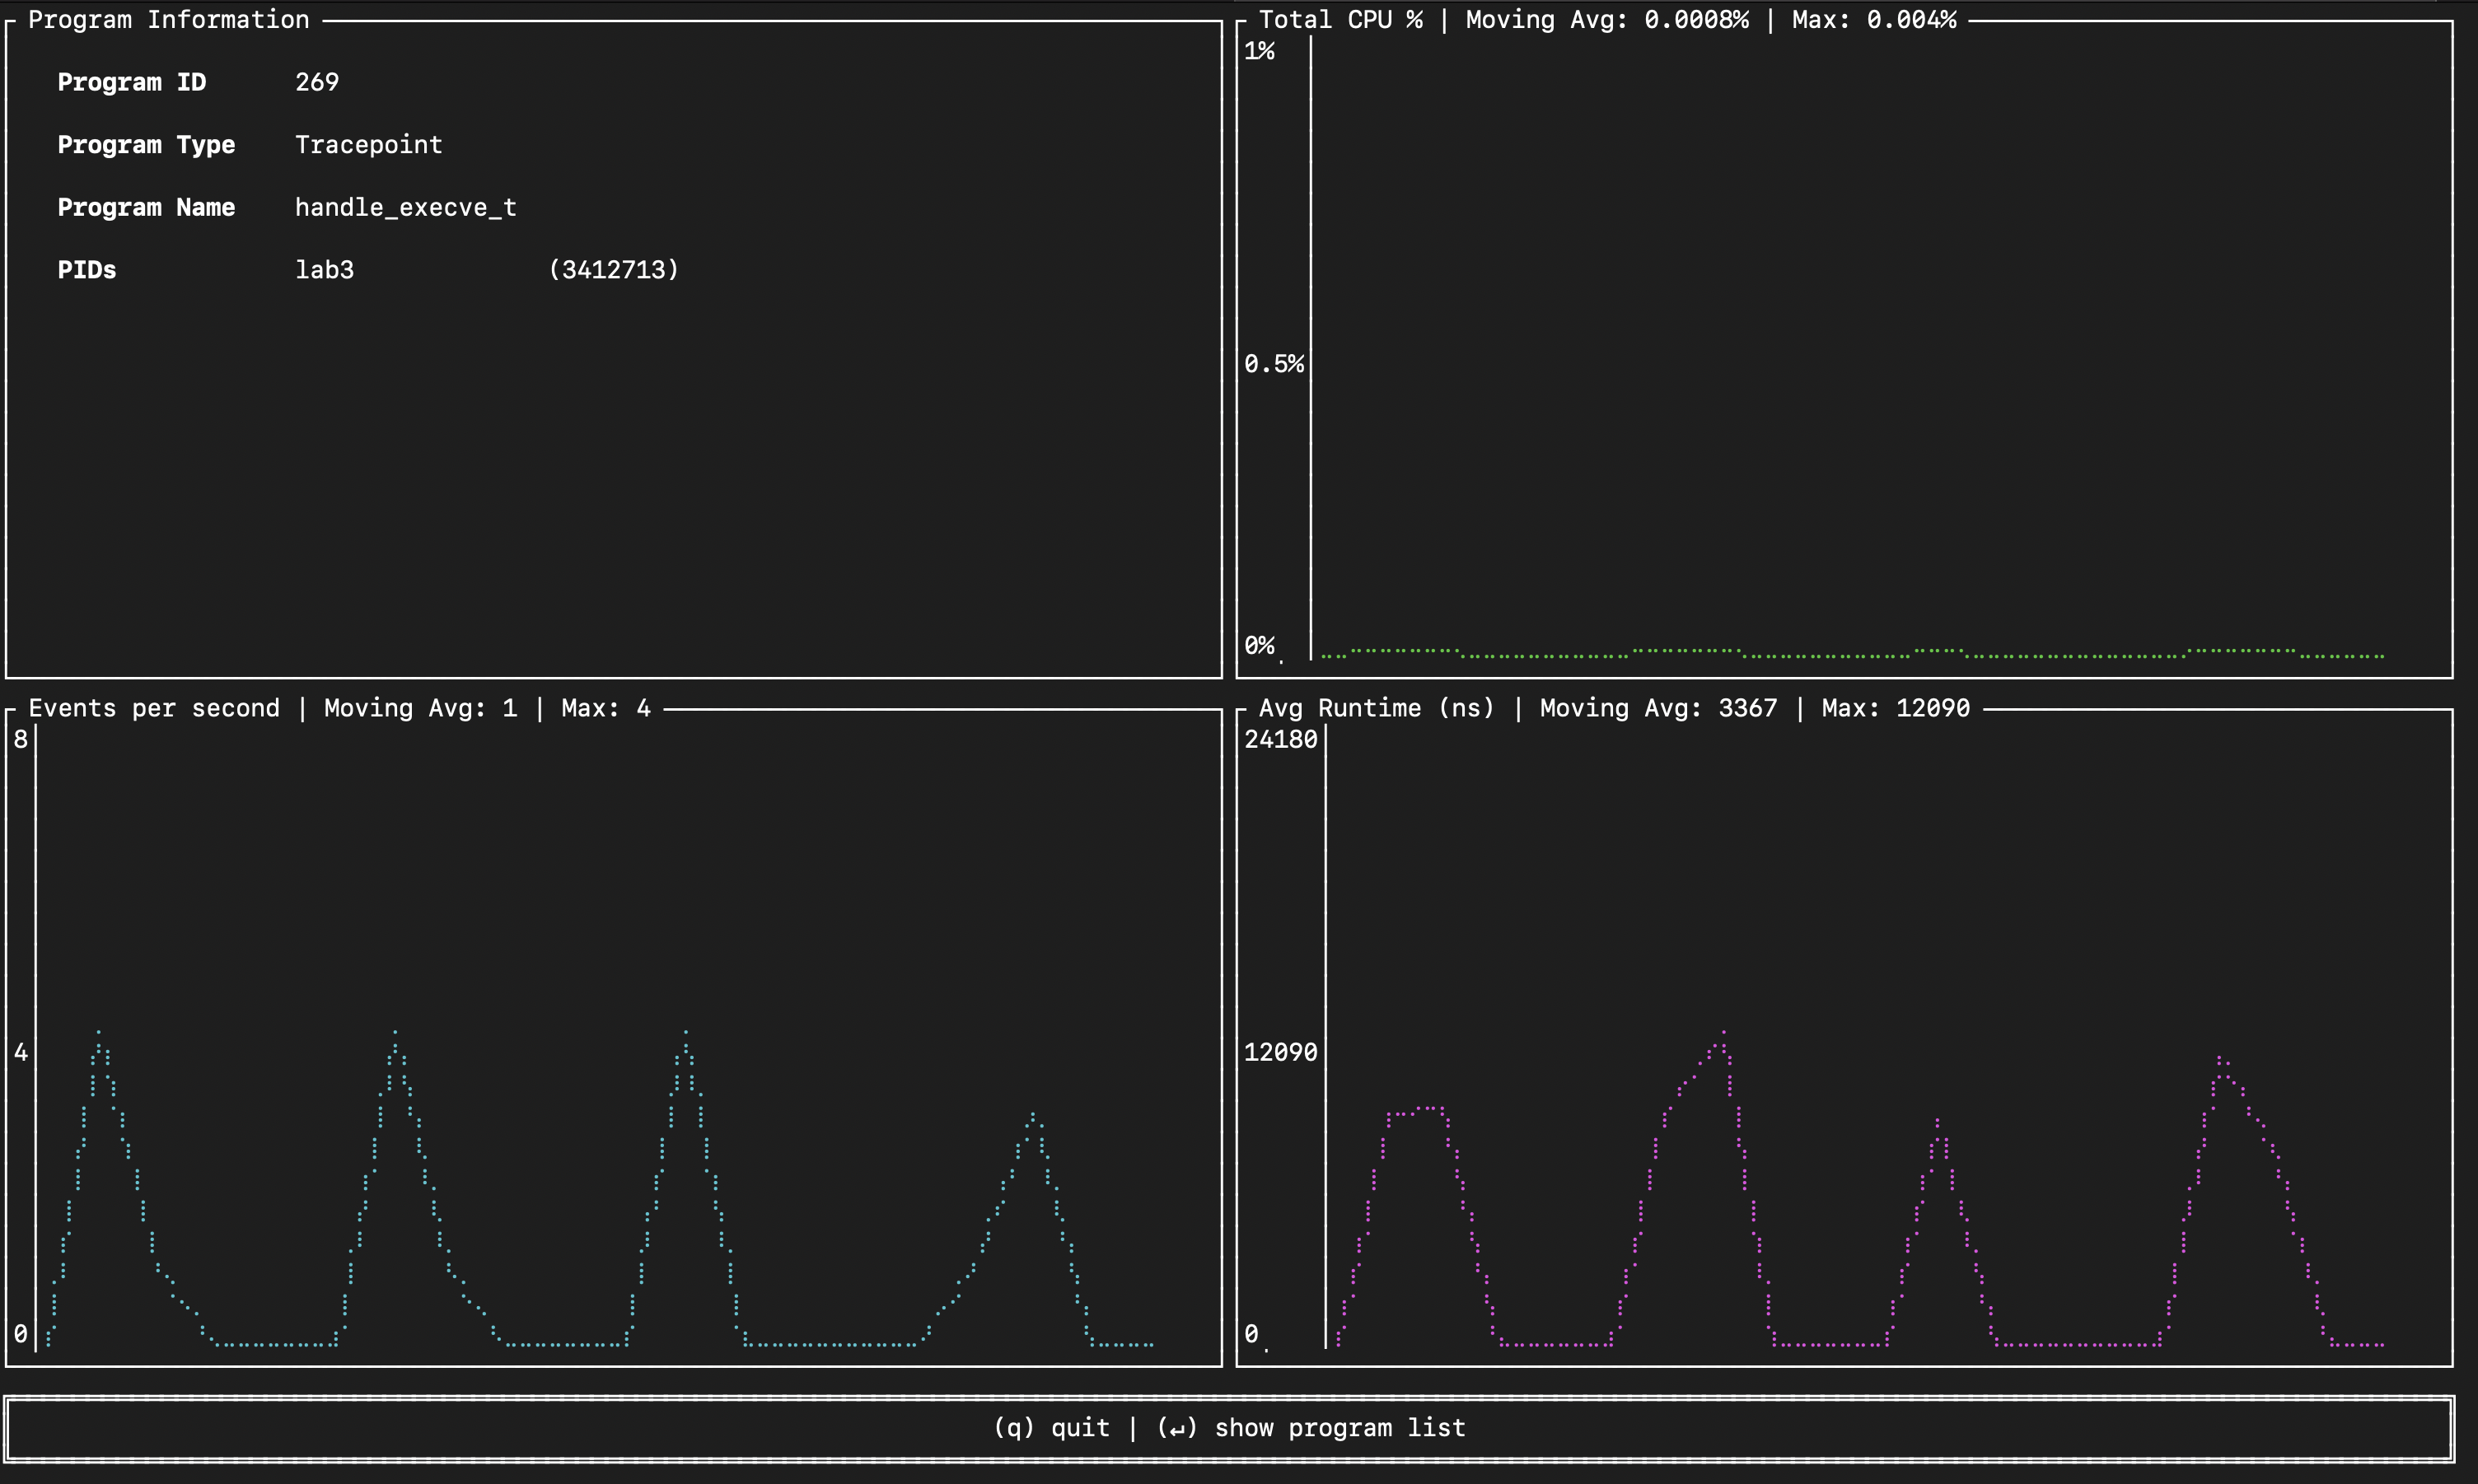 Program Information
Program ID 269
Program Type Tracepoint
Program Name handle_execve_t
PIDs lab3 (3412713)
Total CPU % | Moving Avg: 0.0008% | Max: 0.004%
1%
0.5%
0%
Events per second | Moving Avg: 1 | Max: 4
8
4
0
Avg Runtime (ns) | Moving Avg: 3367 | Max: 12090
24180
12090
0
(q) quit | (↵) show program list